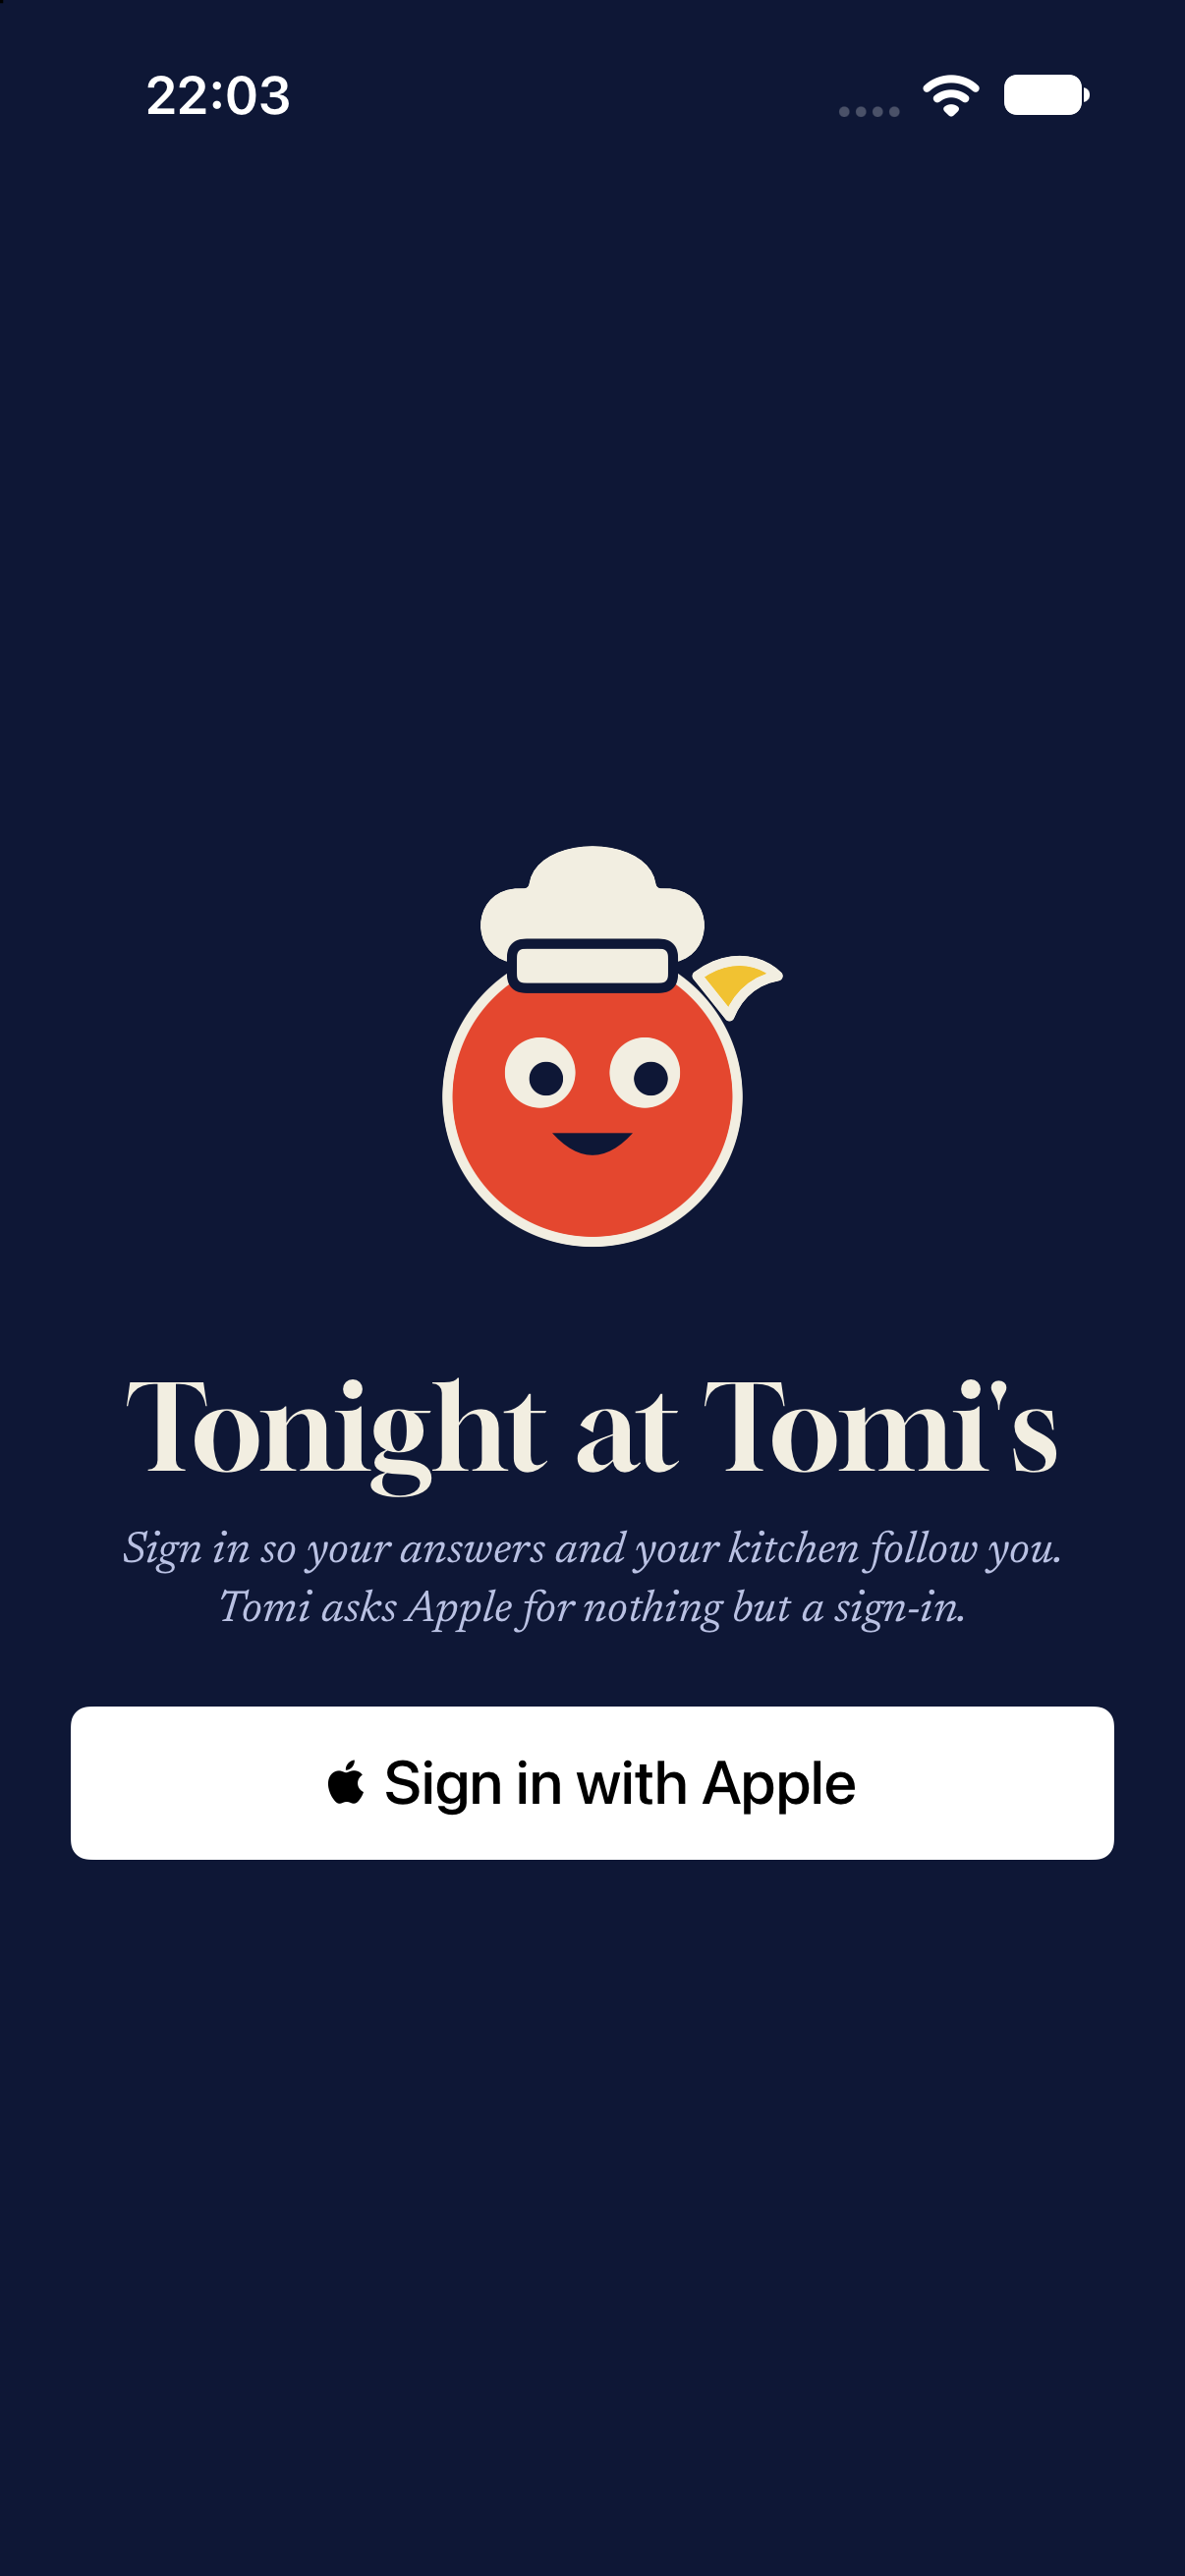 22:03
Tonight at Tomi's
Sign in so your answers and your kitchen follow you.
Tomi asks Apple for nothing but a sign-in.
Sign in with Apple